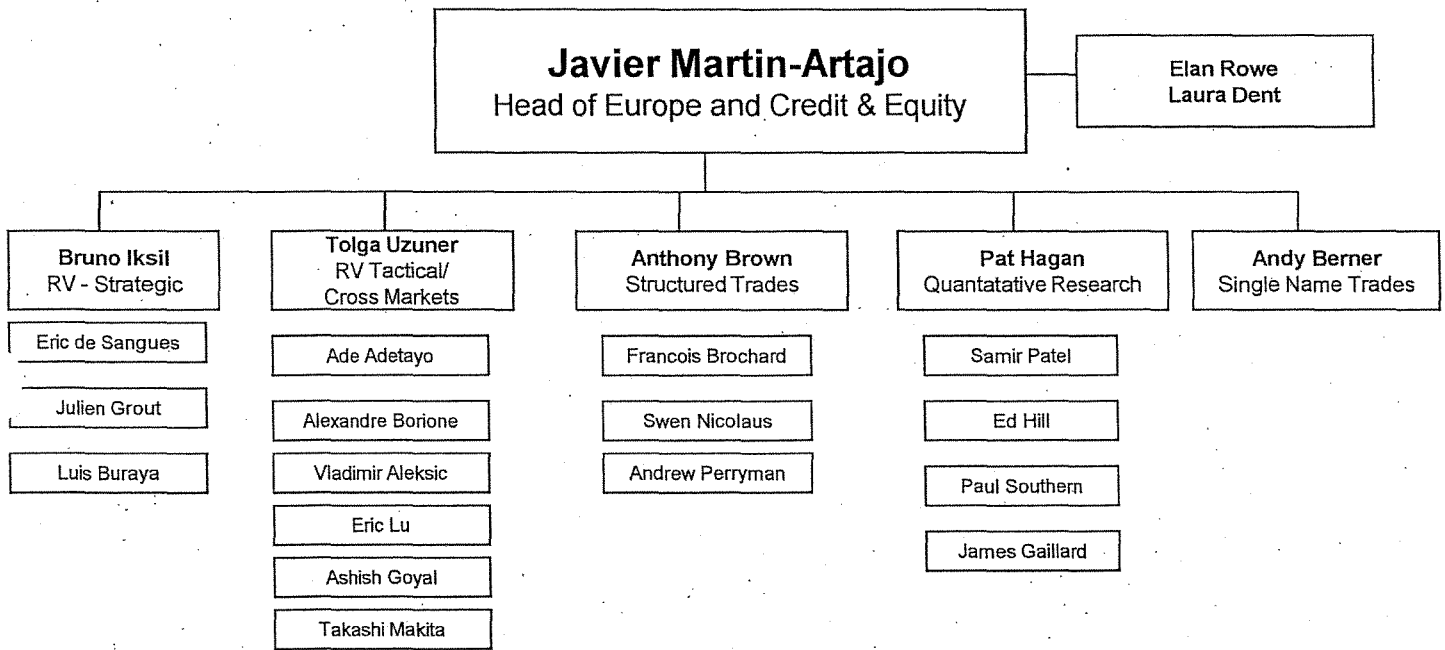 Javier Martin-Artajo
Head of Europe and Credit & Equity
Elan Rowe
Laura Dent
Bruno Iksil
RV - Strategic
Eric de Sangues
Julien Grout
Luis Buraya
Tolga Uzuner
RV Tactical/
Cross Markets
Ade Adetayo
Alexandre Borione
Vladimir Aleksic
Eric Lu
Ashish Goyal
Takashi Makita
Anthony Brown
Structured Trades
Francois Brochard
Swen Nicolaus
Andrew Perryman
Pat Hagan
Quantatative Research
Samir Patel
Ed Hill
Paul Southern
James Gaillard
Andy Berner
Single Name Trades